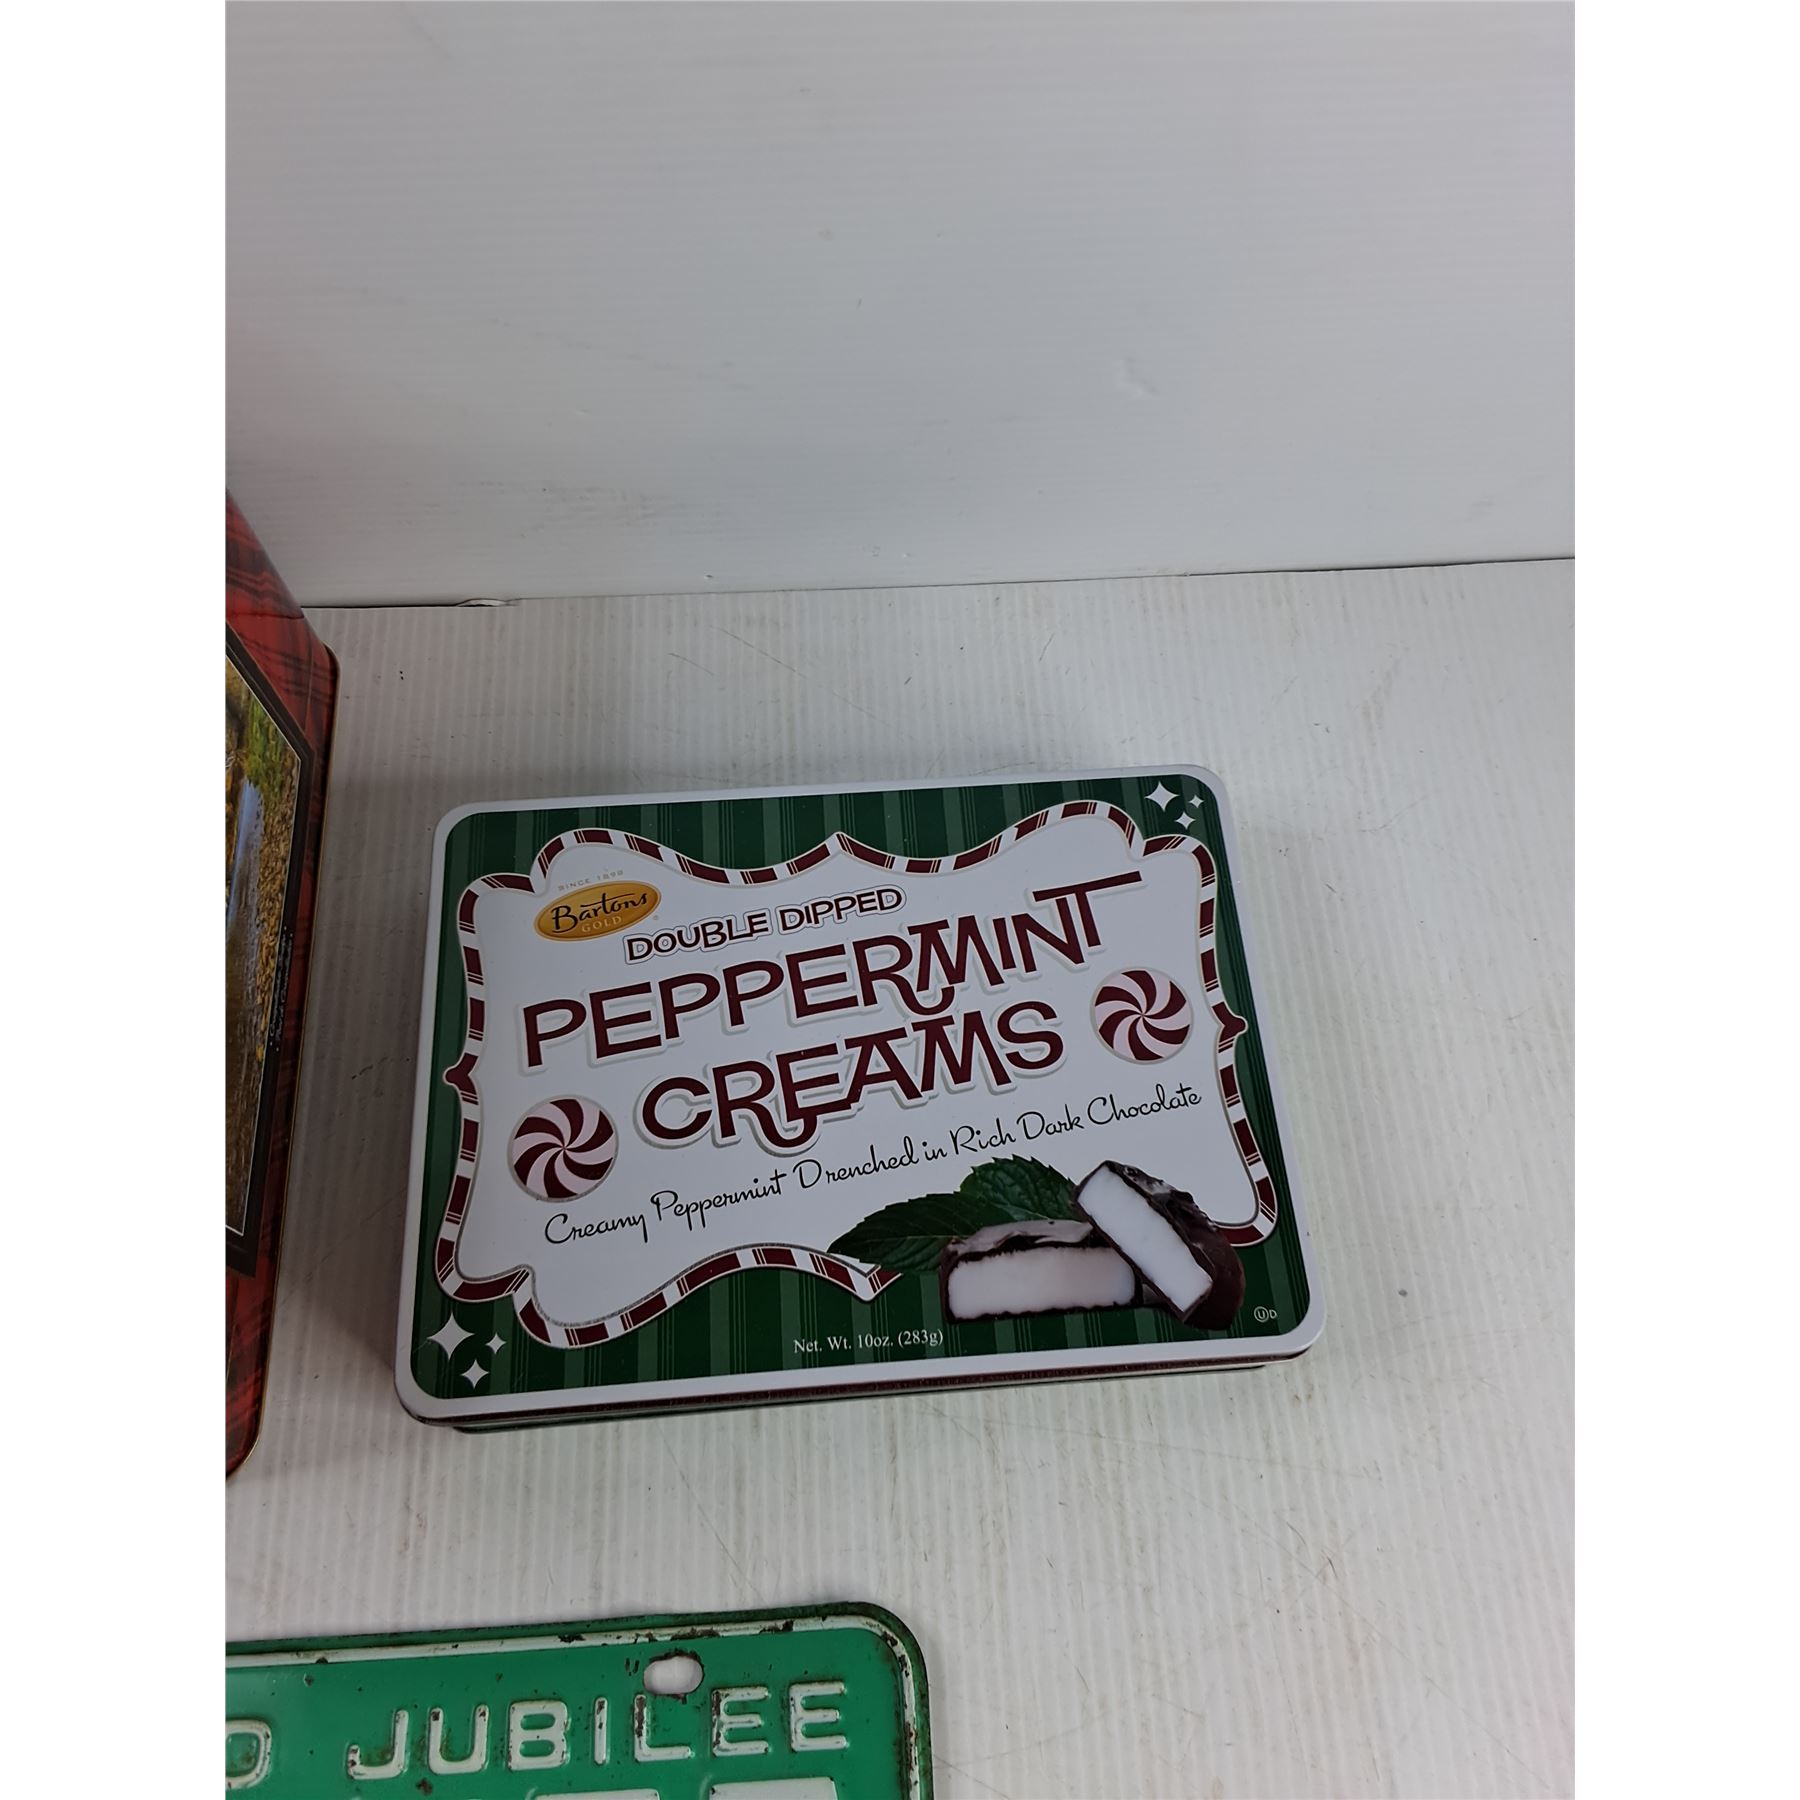 SINCE 1898
Bartons
GOLD
®
DOUBLE DIPPED
PEPPERMINT
CREAMS
Creamy Peppermint Drenched in Rich Dark Chocolate
Net. Wt. 10oz. (283g)
UD
JUBILEE